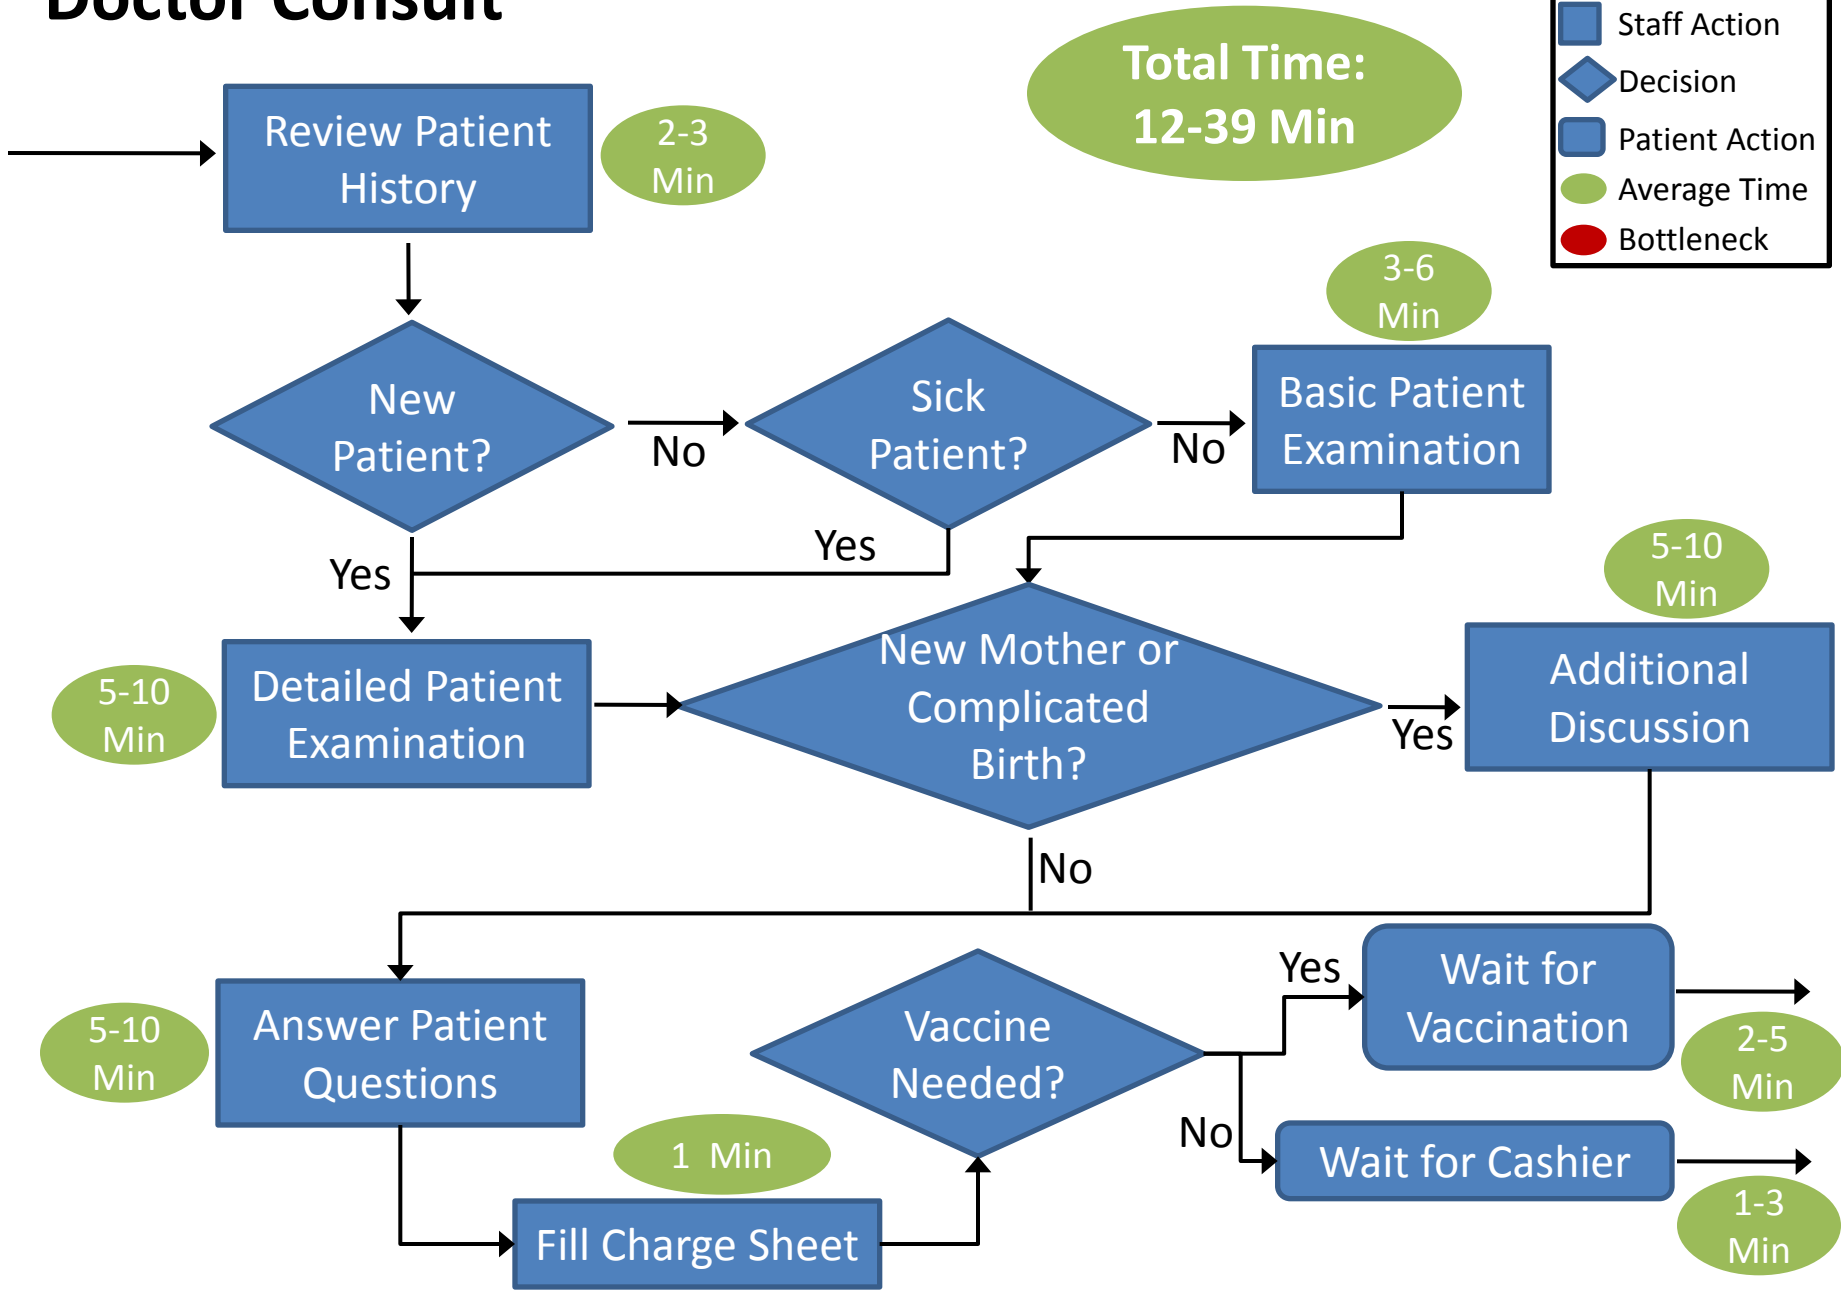 Doctor Consult
Total Time:
12-39 Min
Staff Action
Decision
Patient Action
Average Time
Bottleneck
Review Patient
History
2-3
Min
3-6
Min
New
Patient?
No
Sick
Patient?
No
Basic Patient
Examination
Yes
Yes
5-10
Min
5-10
Min
Detailed Patient
Examination
New Mother or
Complicated
Birth?
Yes
Additional
Discussion
No
5-10
Min
Answer Patient
Questions
Vaccine
Needed?
Yes
Wait for
Vaccination
2-5
Min
No
Wait for Cashier
1-3
Min
1 Min
Fill Charge Sheet